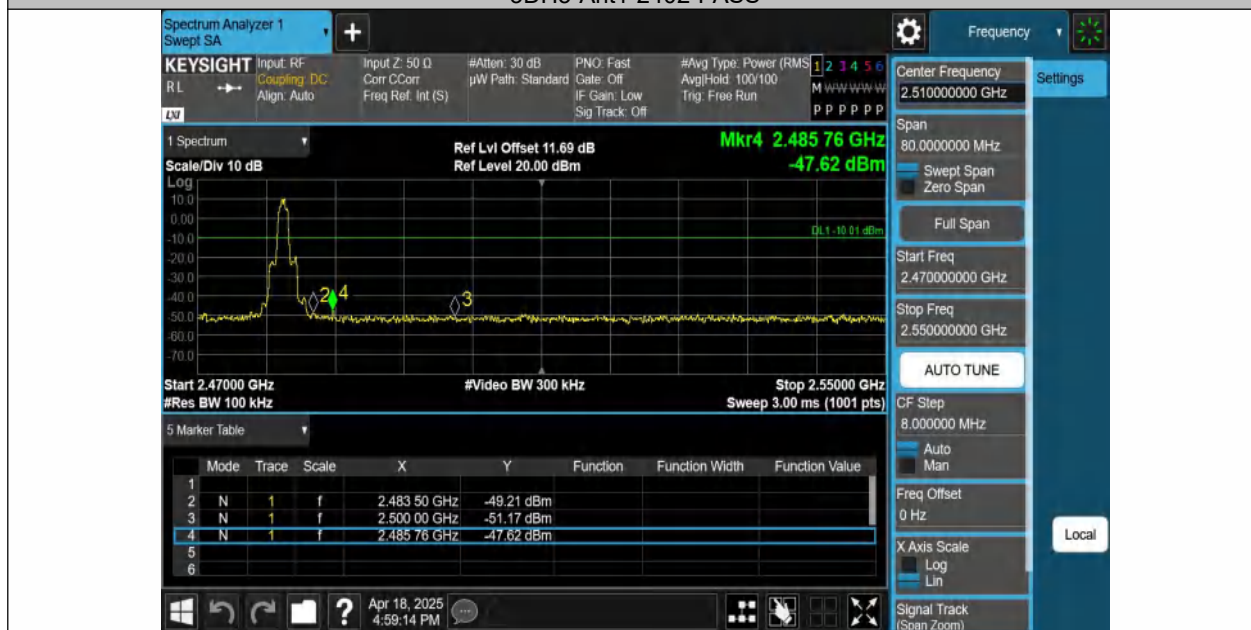 Spectrum Analyzer 1
Swept SA
+
Frequency
KEYSIGHT
RL
LXI
Input: RF
Coupling: DC
Align: Auto
Input Z: 50 Ω
Corr CCorr
Freq Ref: Int (S)
#Atten: 30 dB
µW Path: Standard
PNO: Fast
Gate: Off
IF Gain: Low
Sig Track: Off
#Avg Type: Power (RMS
Avg|Hold: 100/100
Trig: Free Run
1 2 3 4 5 6
M W W W W W
P P P P P P
1 Spectrum
Scale/Div 10 dB
Ref Lvl Offset 11.69 dB
Ref Level 20.00 dBm
Mkr4 2.485 76 GHz
-47.62 dBm
Log
10.0
0.00
-10.0
-20.0
-30.0
-40.0
-50.0
-60.0
-70.0
DL1 -10.01 dBm
2
4
3
Start 2.47000 GHz
#Video BW 300 kHz
Stop 2.55000 GHz
#Res BW 100 kHz
Sweep 3.00 ms (1001 pts)
5 Marker Table
Mode Trace Scale X Y Function Function Width Function Value
1
2 N 1 f 2.483 50 GHz -49.21 dBm
3 N 1 f 2.500 00 GHz -51.17 dBm
4 N 1 f 2.485 76 GHz -47.62 dBm
5
6
?
Apr 18, 2025
4:59:14 PM
Center Frequency
2.510000000 GHz
Settings
Span
80.0000000 MHz
Swept Span
Zero Span
Full Span
Start Freq
2.470000000 GHz
Stop Freq
2.550000000 GHz
AUTO TUNE
CF Step
8.000000 MHz
Auto
Man
Freq Offset
0 Hz
X Axis Scale
Log
Lin
Local
Signal Track
(Span Zoom)